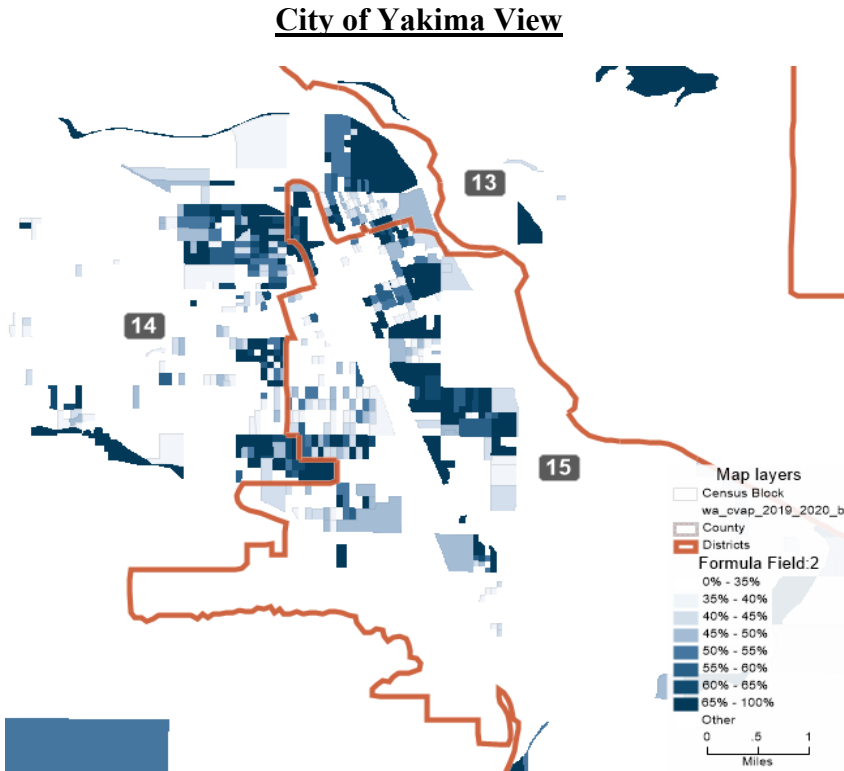 City of Yakima View
13
14
15
Map layers
Census Block
wa_cvap_2019_2020_b
County
Districts
Formula Field:2
0% - 35%
35% - 40%
40% - 45%
45% - 50%
50% - 55%
55% - 60%
60% - 65%
65% - 100%
Other
0 .5 1
Miles